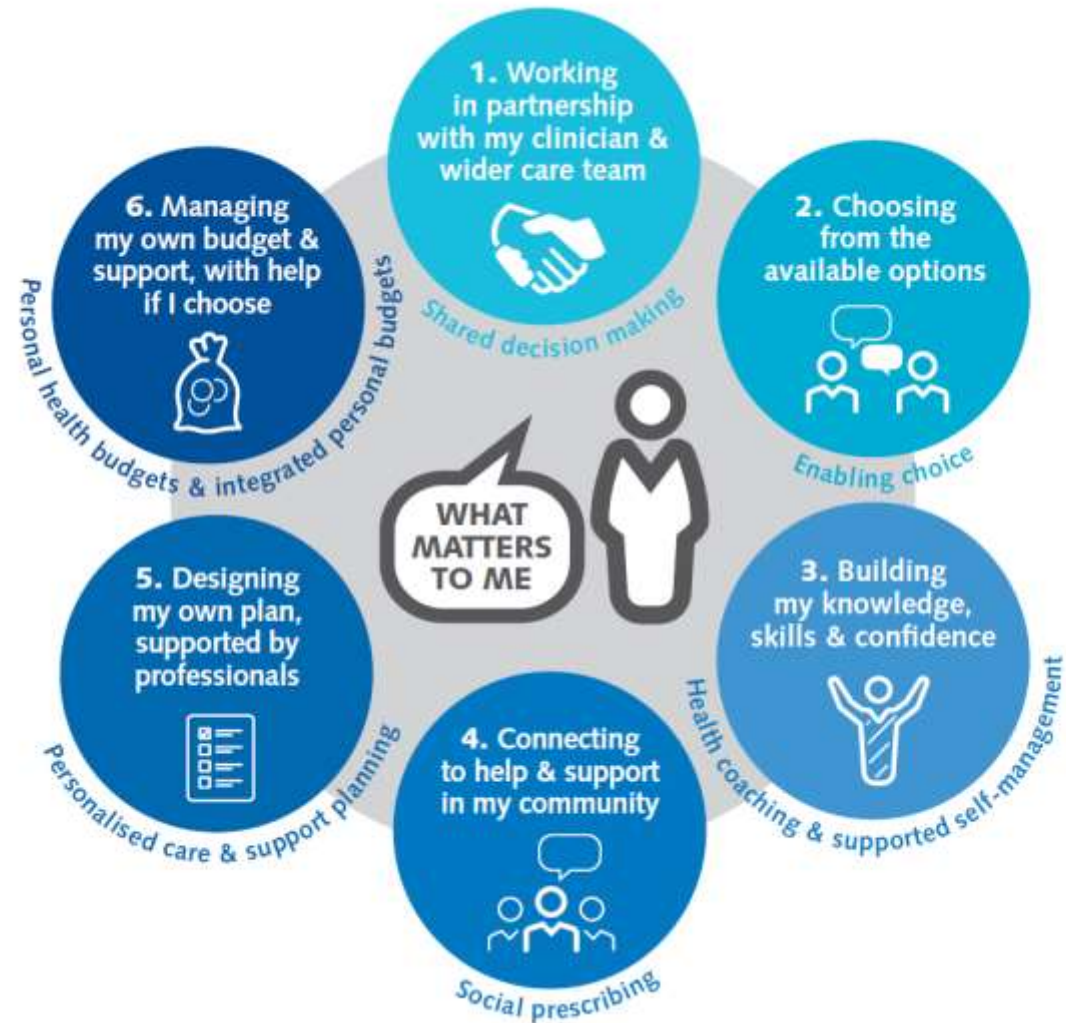 1. Working
in partnership
with my clinician &
wider care team
Shared decision making
2. Choosing
from the
available options
Enabling choice
3. Building
my knowledge,
skills & confidence
Health coaching & supported self-management
4. Connecting
to help & support
in my community
Social prescribing
5. Designing
my own plan,
supported by
professionals
Personalised care & support planning
6. Managing
my own budget &
support, with help
if I choose
Personal health budgets & integrated personal budgets
WHAT
MATTERS
TO ME